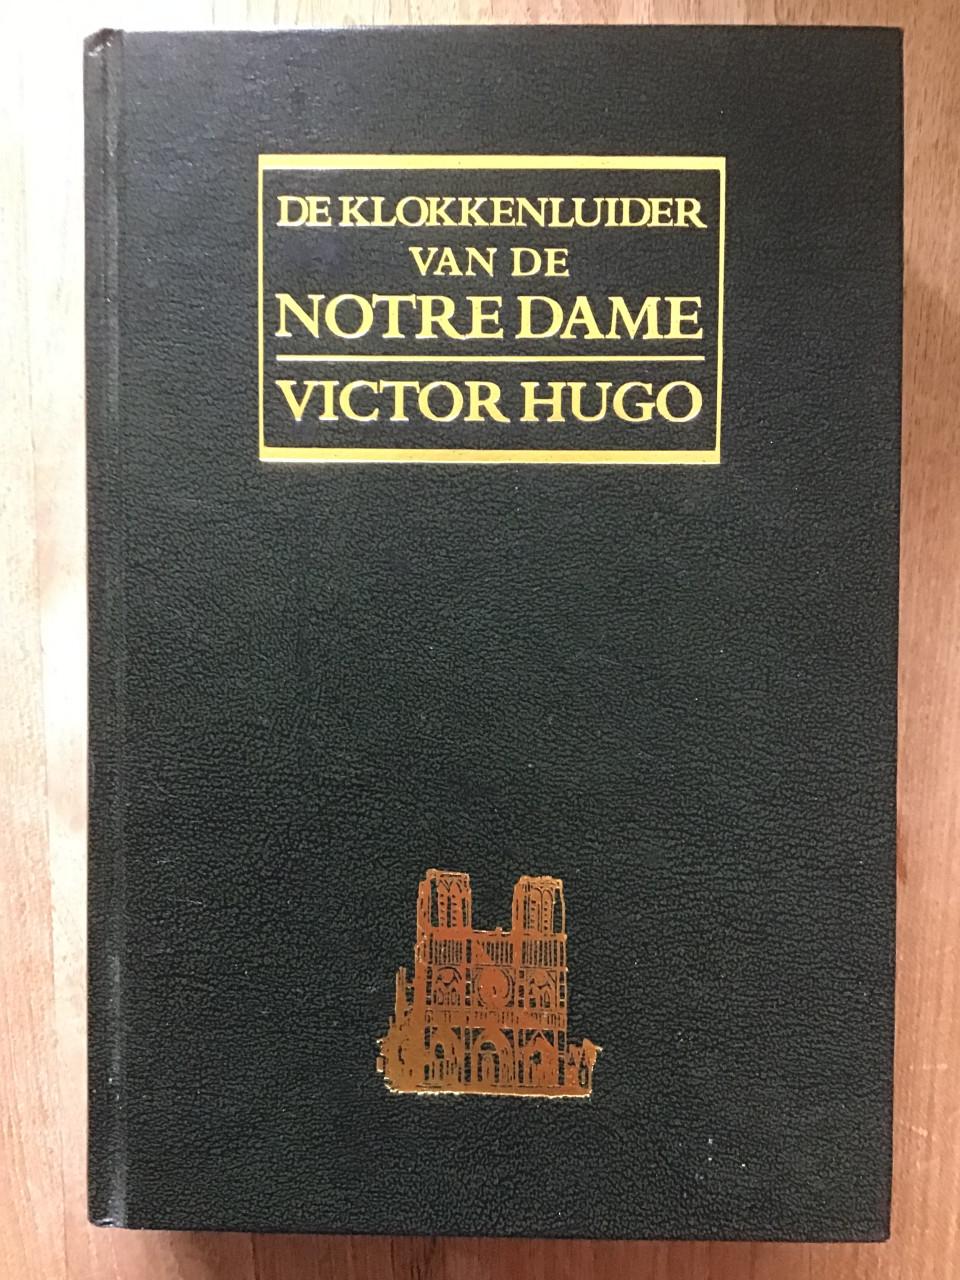 DE KLOKKENLUIDER
VAN DE
NOTRE DAME
VICTOR HUGO